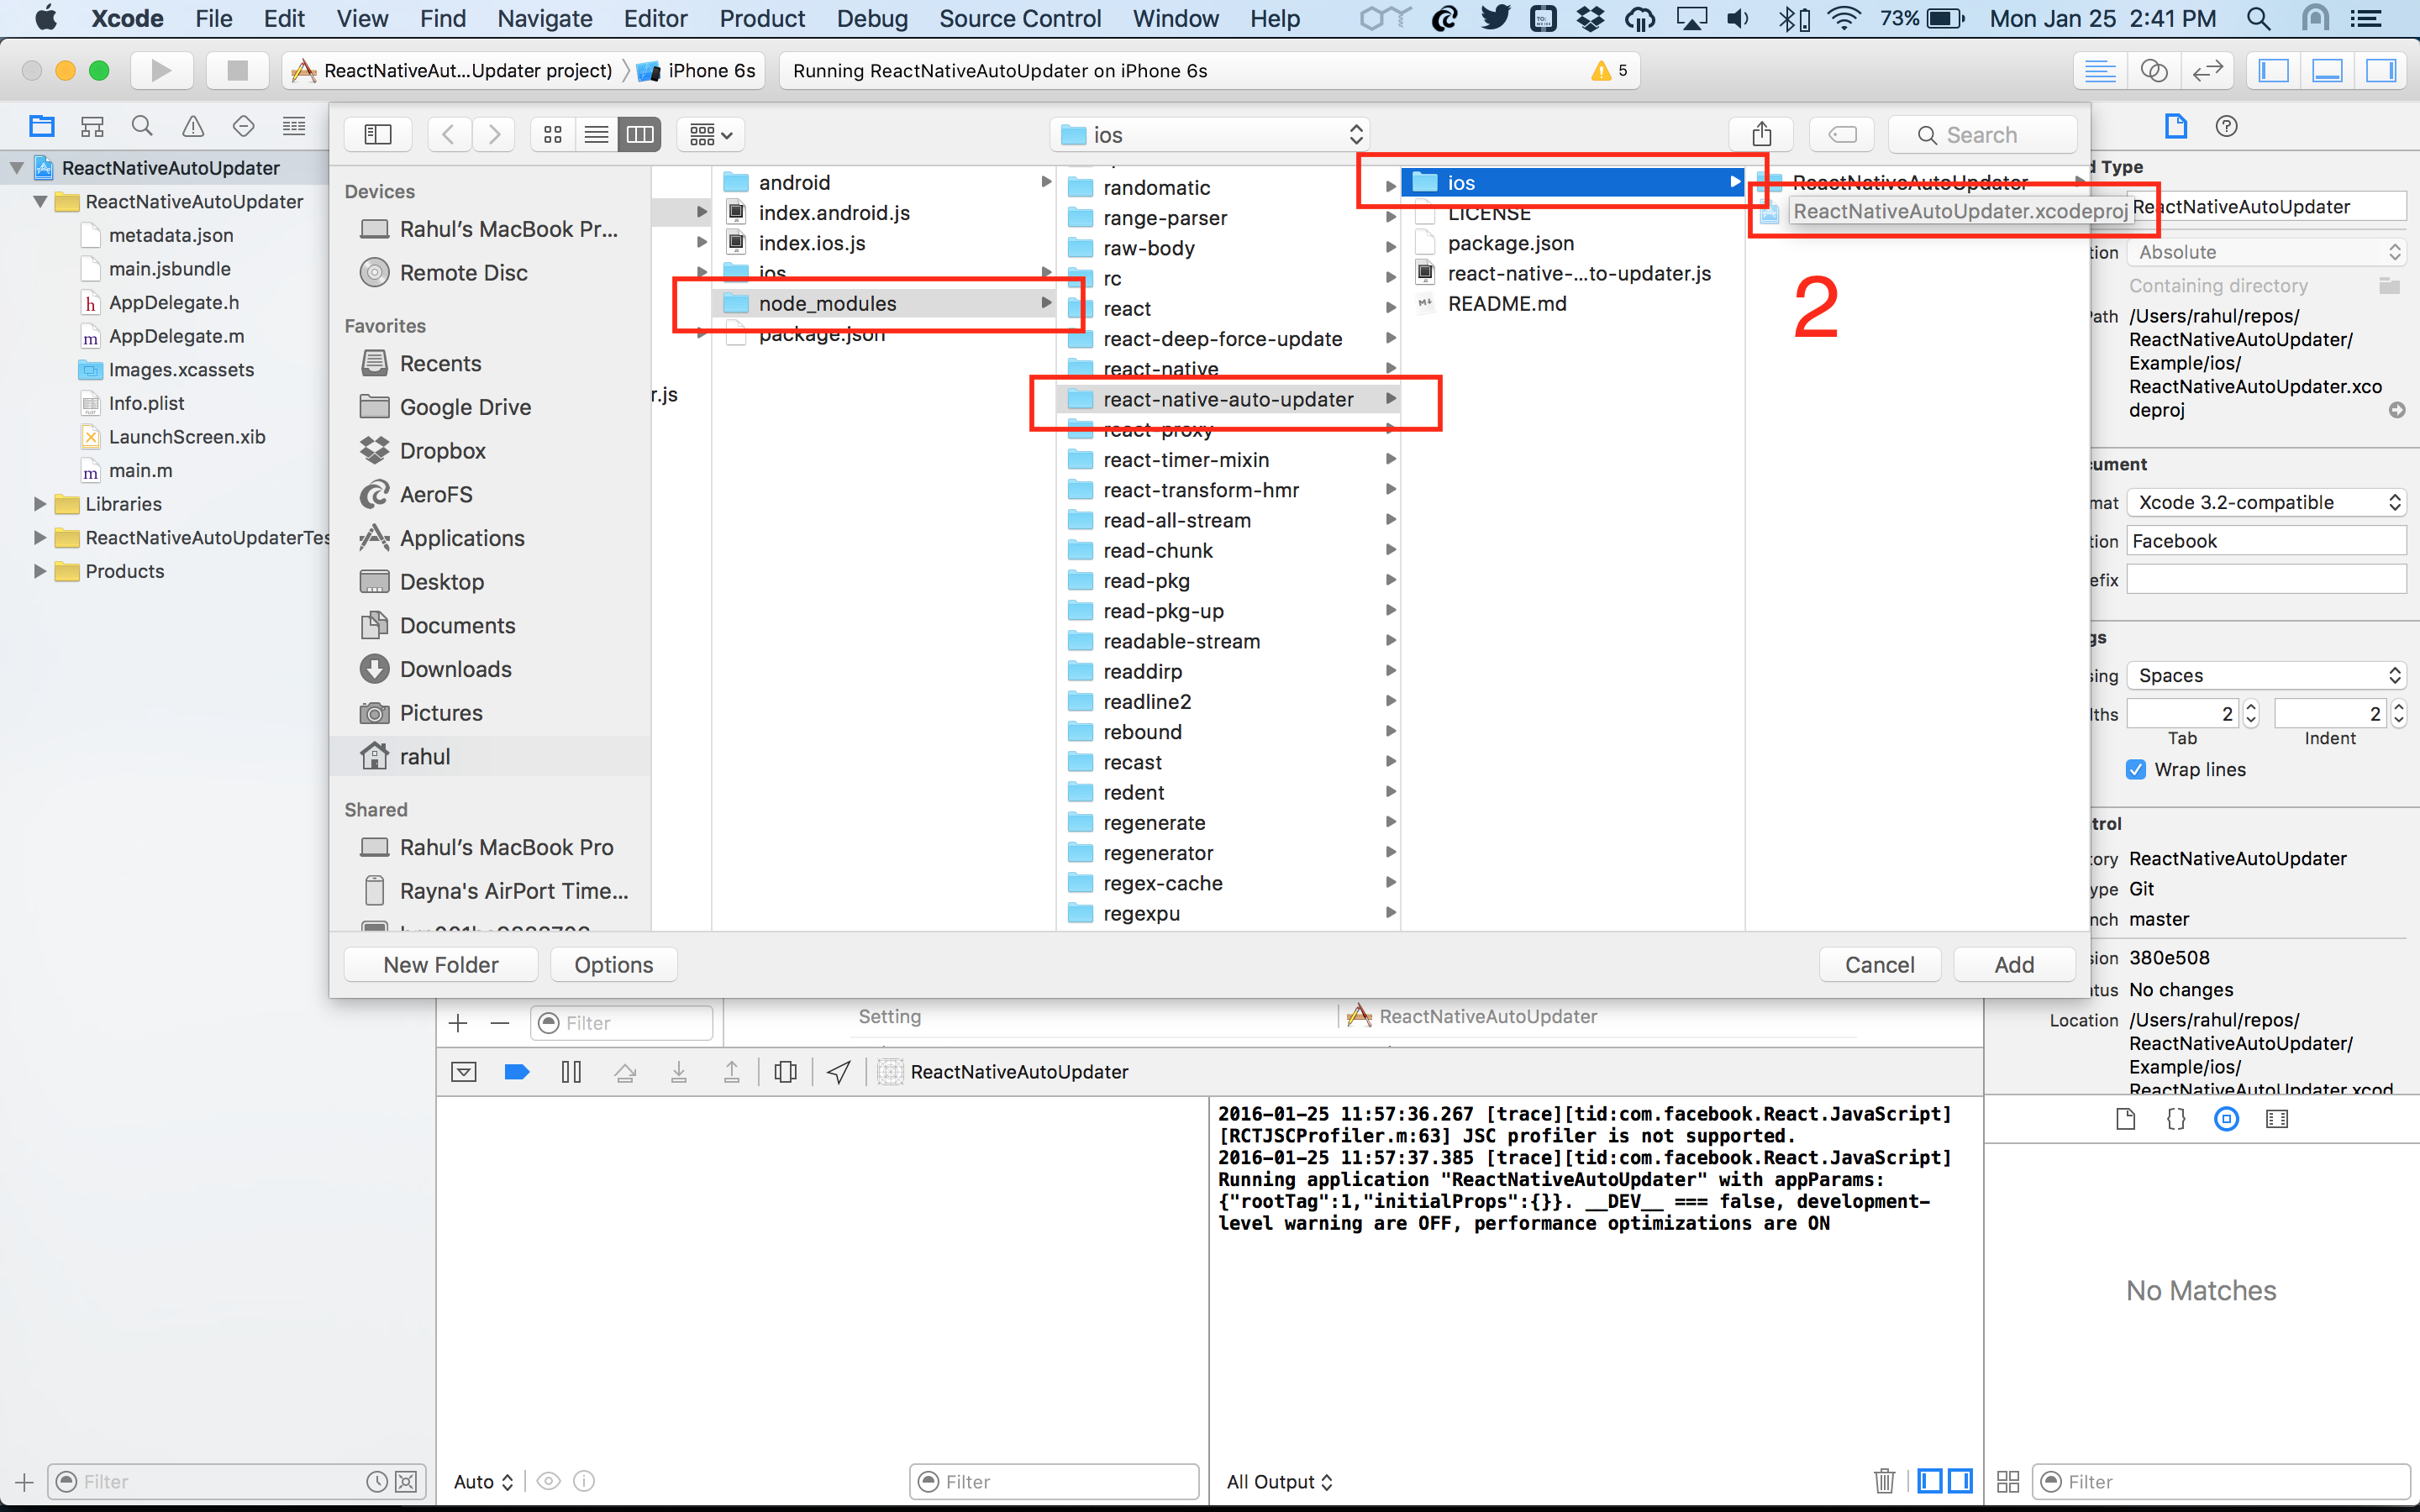 Xcode File Edit View Find Navigate Editor Product Debug Source Control Window Help 73% Mon Jan 25 2:41 PM
ReactNativeAut...Updater project) iPhone 6s Running ReactNativeAutoUpdater on iPhone 6s 5
ios Search
ReactNativeAutoUpdater
ReactNativeAutoUpdater
metadata.json
main.jsbundle
h AppDelegate.h
m AppDelegate.m
Images.xcassets
Info.plist
LaunchScreen.xib
m main.m
Libraries
ReactNativeAutoUpdaterTes
Products
Devices
Rahul's MacBook Pr...
Remote Disc
Favorites
Recents
Google Drive
Dropbox
AeroFS
Applications
Desktop
Documents
Downloads
Pictures
rahul
Shared
Rahul's MacBook Pro
Rayna's AirPort Time...
r.js
android
index.android.js
index.ios.js
ios
node_modules
package.json
randomatic
range-parser
raw-body
rc
react
react-deep-force-update
react-native
react-native-auto-updater
react-proxy
react-timer-mixin
react-transform-hmr
read-all-stream
read-chunk
read-pkg
read-pkg-up
readable-stream
readdirp
readline2
rebound
recast
redent
regenerate
regenerator
regex-cache
regexpu
ios
LICENSE
package.json
react-native-...to-updater.js
README.md
ReactNativeAutoUpdater
ReactNativeAutoUpdater.xcodeproj
2
New Folder Options Cancel Add
d Type
ReactNativeAutoUpdater
tion Absolute
Containing directory
ath /Users/rahul/repos/
ReactNativeAutoUpdater/
Example/ios/
ReactNativeAutoUpdater.xco
deproj
cument
mat Xcode 3.2-compatible
tion Facebook
efix
gs
sing Spaces
ths 2 2
Tab Indent
Wrap lines
trol
ory ReactNativeAutoUpdater
ype Git
nch master
sion 380e508
tus No changes
Location /Users/rahul/repos/
ReactNativeAutoUpdater/
Example/ios/
ReactNativeAutoUpdater.xcod
Filter Setting ReactNativeAutoUpdater
ReactNativeAutoUpdater
2016-01-25 11:57:36.267 [trace][tid:com.facebook.React.JavaScript]
[RCTJSCProfiler.m:63] JSC profiler is not supported.
2016-01-25 11:57:37.385 [trace][tid:com.facebook.React.JavaScript]
Running application "ReactNativeAutoUpdater" with appParams:
{"rootTag":1,"initialProps":{}}. __DEV__ === false, development-
level warning are OFF, performance optimizations are ON
No Matches
Filter Auto Filter All Output Filter